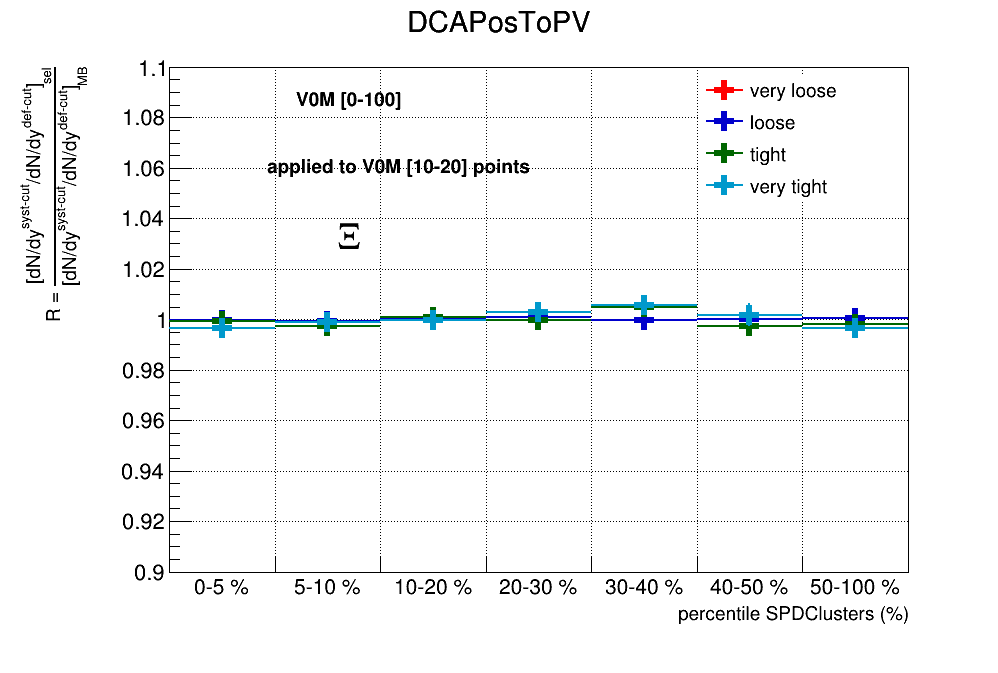 DCAPosToPV
R = [dN/dy^syst-cut/dN/dy^def-cut]_sel / [dN/dy^syst-cut/dN/dy^def-cut]_MB
V0M [0-100]
applied to V0M [10-20] points
Ξ
very loose
loose
tight
very tight
1.1
1.08
1.06
1.04
1.02
1
0.98
0.96
0.94
0.92
0.9
0-5 % 5-10 % 10-20 % 20-30 % 30-40 % 40-50 % 50-100 %
percentile SPDClusters (%)